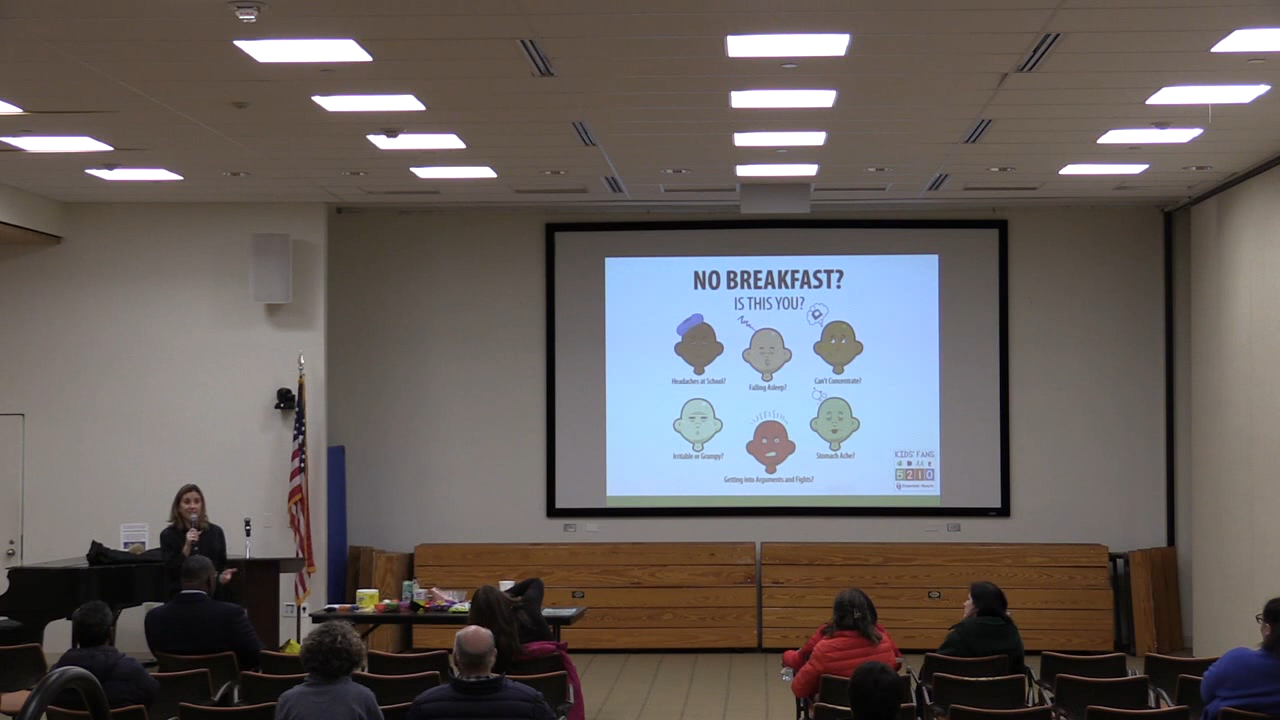 NO BREAKFAST?
IS THIS YOU?
Headaches at School?
Falling Asleep?
Can't Concentrate?
Irritable or Grumpy?
Getting into Arguments and Fights?
Stomach Ache?
KIDS' FANS
5210